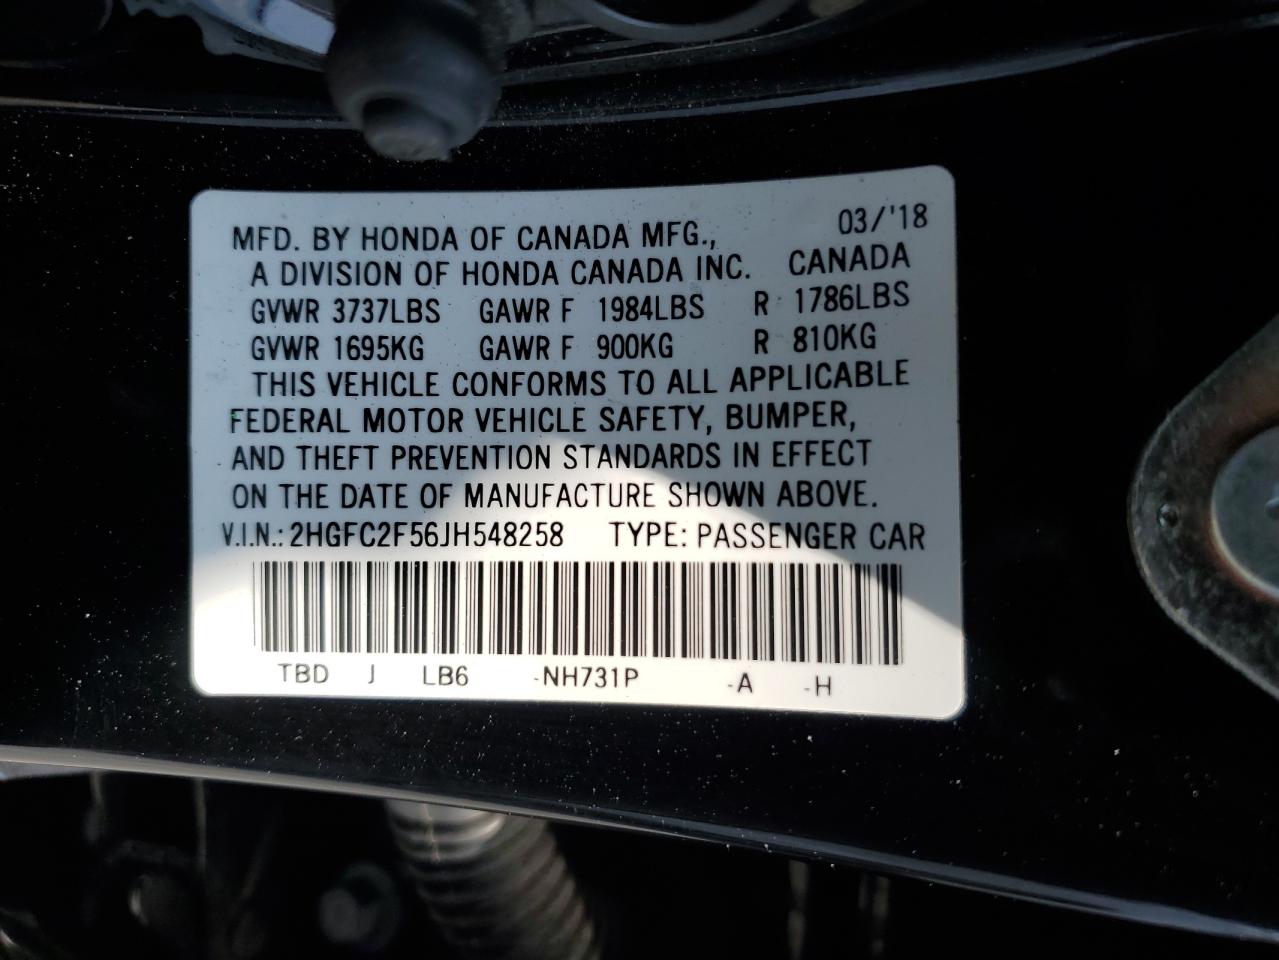 03/'18
MFD. BY HONDA OF CANADA MFG.,
A DIVISION OF HONDA CANADA INC. CANADA
GVWR 3737LBS GAWR F 1984LBS R 1786LBS
GVWR 1695KG GAWR F 900KG R 810KG
THIS VEHICLE CONFORMS TO ALL APPLICABLE
FEDERAL MOTOR VEHICLE SAFETY, BUMPER,
AND THEFT PREVENTION STANDARDS IN EFFECT
ON THE DATE OF MANUFACTURE SHOWN ABOVE.
V.I.N.: 2HGFC2F56JH548258 TYPE: PASSENGER CAR
TBD J LB6 -NH731P -A -H